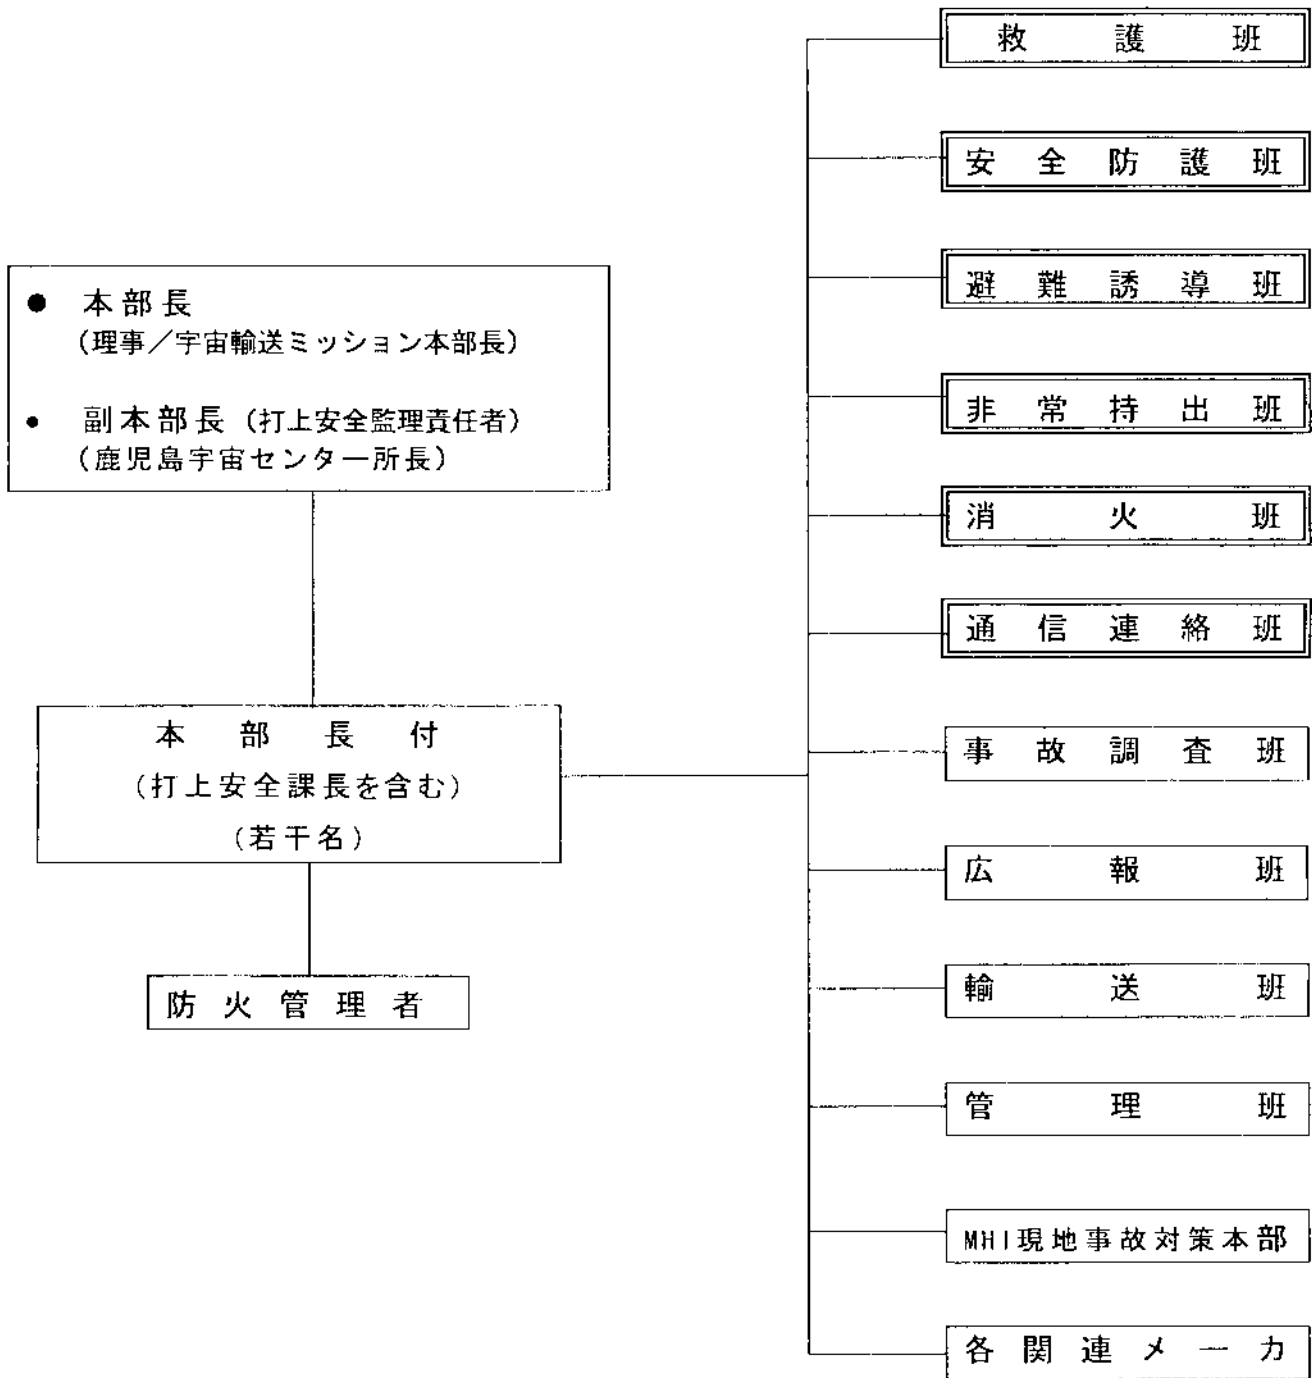 ● 本部長
(理事／宇宙輸送ミッション本部長)
● 副本部長 (打上安全監理責任者)
(鹿児島宇宙センター所長)
本部長付
(打上安全課長を含む)
(若干名)
防火管理者
救護班
安全防護班
避難誘導班
非常持出班
消火班
通信連絡班
事故調査班
広報班
輸送班
管理班
MHI現地事故対策本部
各関連メーカ